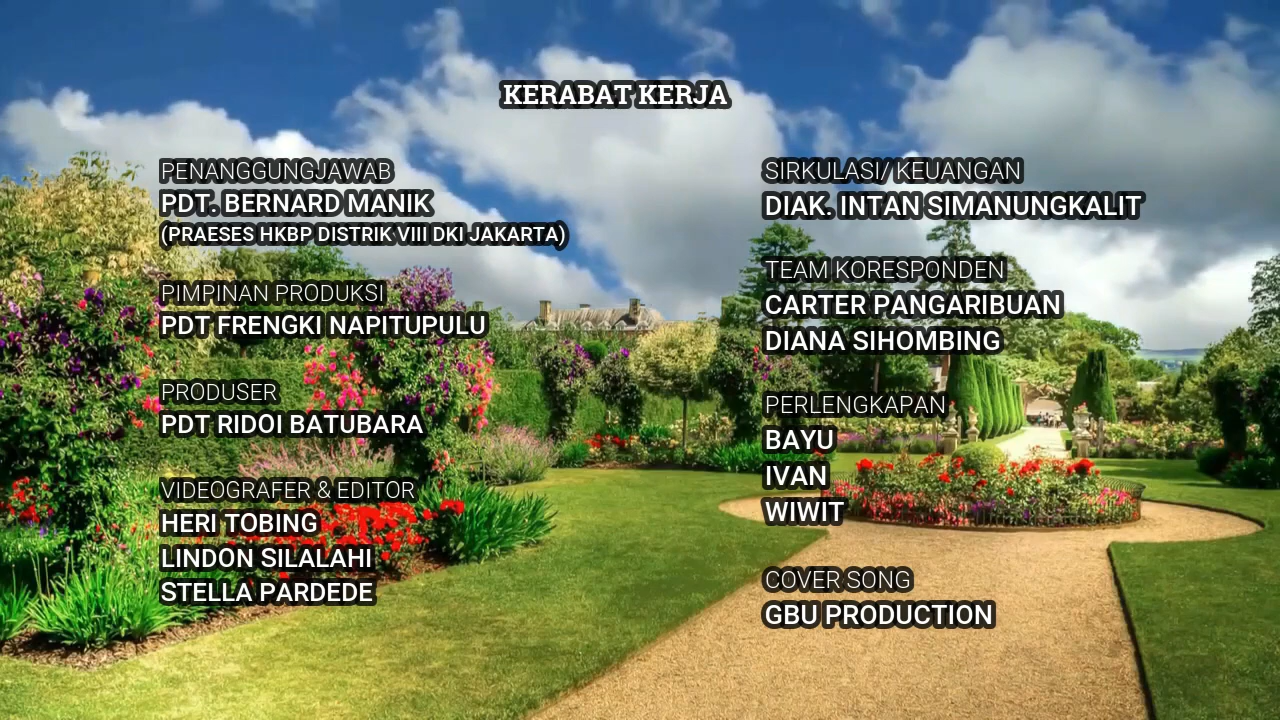 KERABAT KERJA
PENANGGUNGJAWAB
PDT. BERNARD MANIK
(PRAESES HKBP DISTRIK VIII DKI JAKARTA)
PIMPINAN PRODUKSI
PDT FRENGKI NAPITUPULU
PRODUSER
PDT RIDOI BATUBARA
VIDEOGRAFER & EDITOR
HERI TOBING
LINDON SILALAHI
STELLA PARDEDE
SIRKULASI/ KEUANGAN
DIAK. INTAN SIMANUNGKALIT
TEAM KORESPONDEN
CARTER PANGARIBUAN
DIANA SIHOMBING
PERLENGKAPAN
BAYU
IVAN
WIWIT
COVER SONG
GBU PRODUCTION